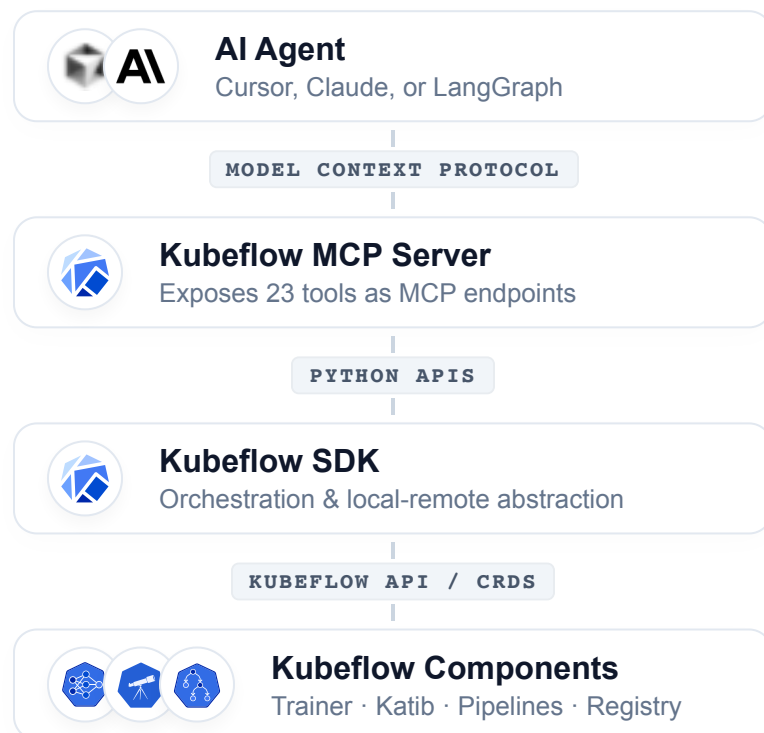 AI Agent
Cursor, Claude, or LangGraph
MODEL CONTEXT PROTOCOL
Kubeflow MCP Server
Exposes 23 tools as MCP endpoints
PYTHON APIS
Kubeflow SDK
Orchestration & local-remote abstraction
KUBEFLOW API / CRDS
Kubeflow Components
Trainer · Katib · Pipelines · Registry